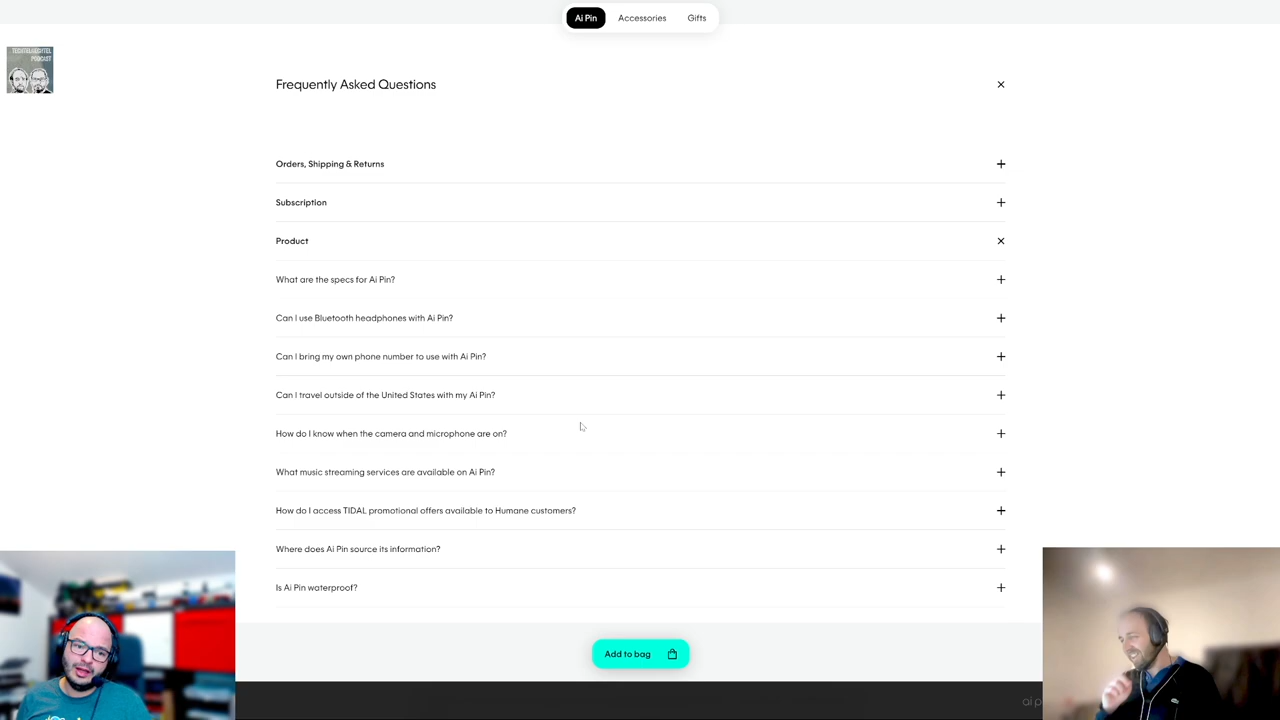 Ai Pin Accessories Gifts
TECHTELMECHTEL
PODCAST
Frequently Asked Questions
Orders, Shipping & Returns
Subscription
Product
What are the specs for Ai Pin?
Can I use Bluetooth headphones with Ai Pin?
Can I bring my own phone number to use with Ai Pin?
Can I travel outside of the United States with my Ai Pin?
How do I know when the camera and microphone are on?
What music streaming services are available on Ai Pin?
How do I access TIDAL promotional offers available to Humane customers?
Where does Ai Pin source its information?
Is Ai Pin waterproof?
Add to bag
ai p